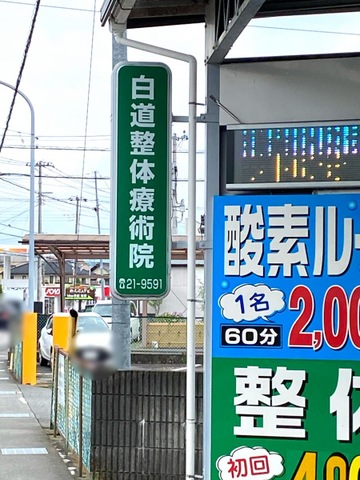 白道整体療術院
☎21-9591
酸素ル
1名
60分
2,00
整体
初回